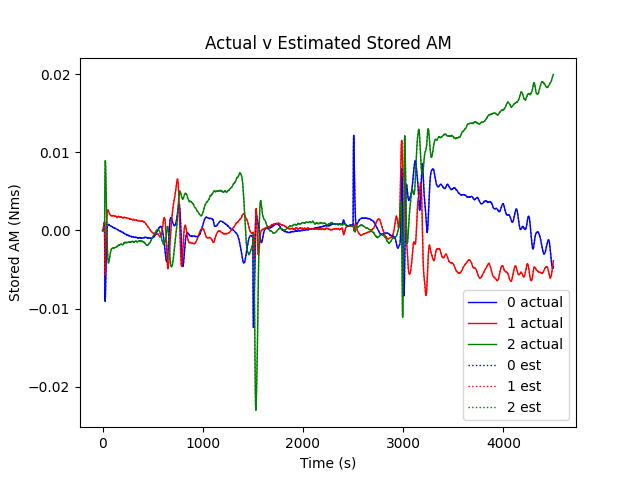 Actual v Estimated Stored AM
Stored AM (Nms)
0.02
0.01
0.00
−0.01
−0.02
0 actual
1 actual
2 actual
0 est
1 est
2 est
0
1000
2000
3000
4000
Time (s)